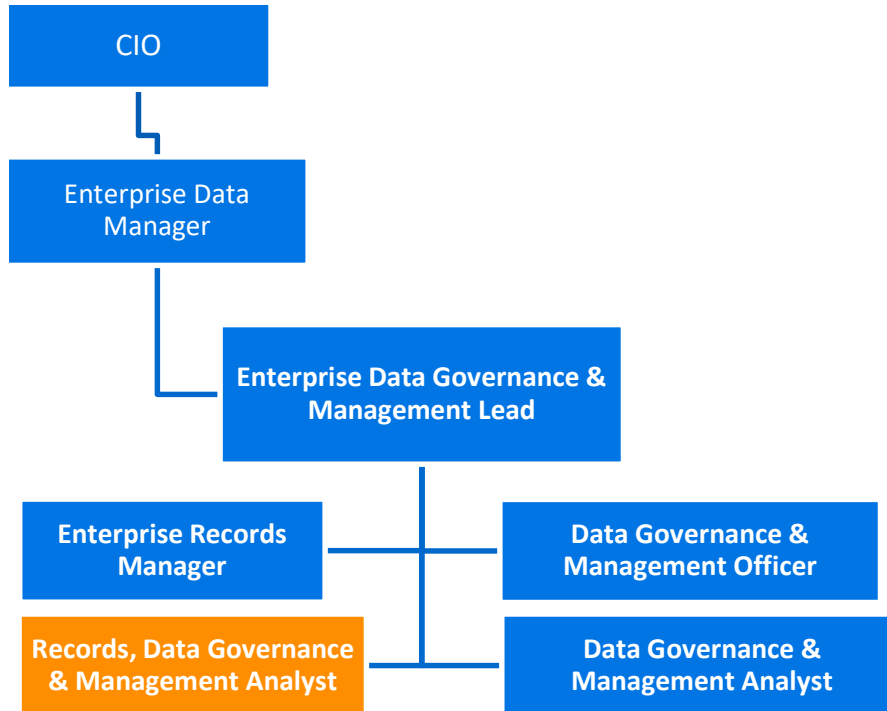 CIO
Enterprise Data
Manager
Enterprise Data Governance &
Management Lead
Enterprise Records
Manager
Data Governance &
Management Officer
Records, Data Governance
& Management Analyst
Data Governance &
Management Analyst